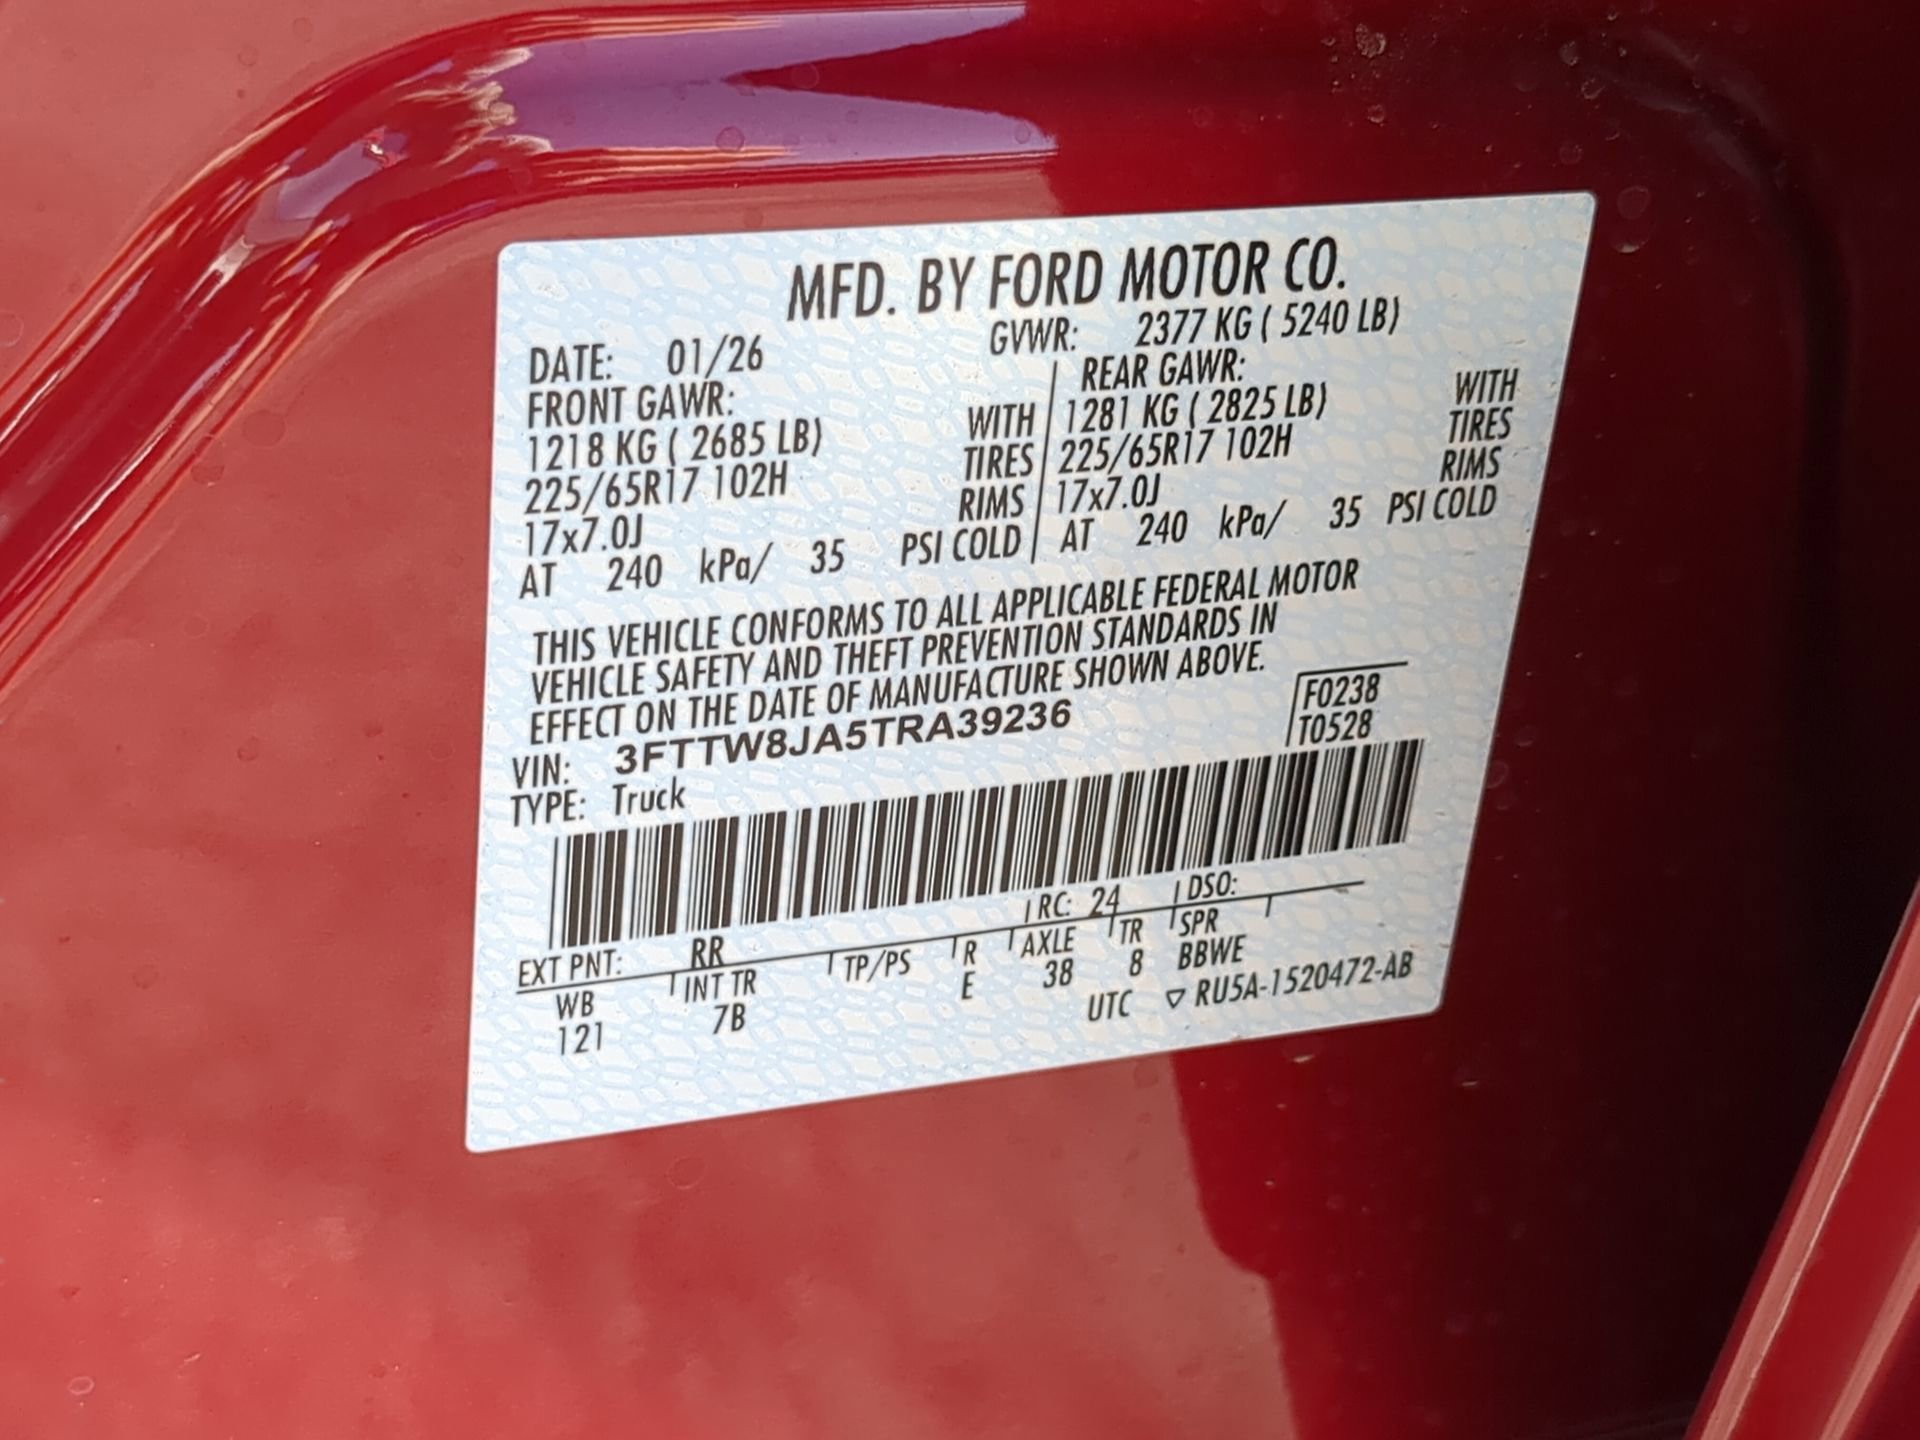 MFD. BY FORD MOTOR CO.
DATE: 01/26 GVWR: 2377 KG ( 5240 LB)
FRONT GAWR: REAR GAWR:
1218 KG ( 2685 LB) WITH 1281 KG ( 2825 LB) WITH
225/65R17 102H TIRES 225/65R17 102H TIRES
17x7.0J RIMS 17x7.0J RIMS
AT 240 kPa/ 35 PSI COLD AT 240 kPa/ 35 PSI COLD
THIS VEHICLE CONFORMS TO ALL APPLICABLE FEDERAL MOTOR
VEHICLE SAFETY AND THEFT PREVENTION STANDARDS IN
EFFECT ON THE DATE OF MANUFACTURE SHOWN ABOVE.
F0238
VIN: 3FTTW8JA5TRA39236 T0528
TYPE: Truck
EXT PNT: RR RC: 24 DSO:
WB INT TR TP/PS R AXLE TR SPR
121 7B E 38 8 BBWE
UTC ▽ RU5A-1520472-AB